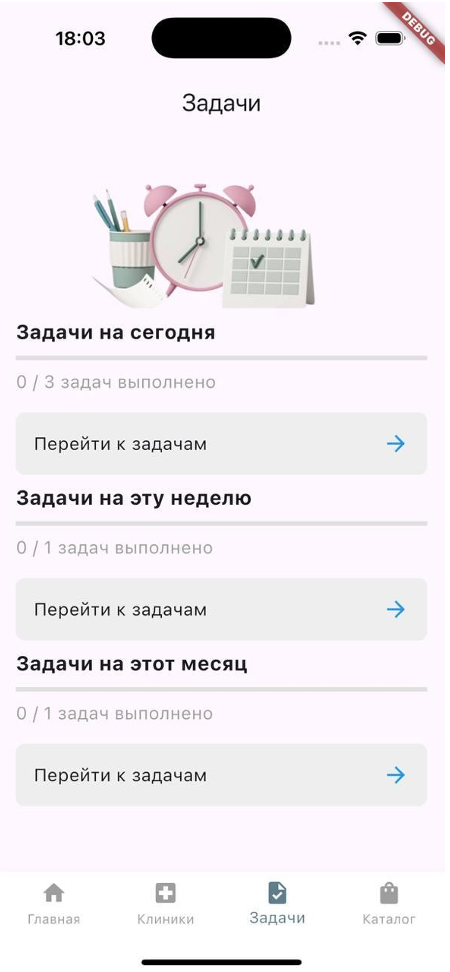 18:03
DEBUG
Задачи
Задачи на сегодня
0 / 3 задач выполнено
Перейти к задачам
Задачи на эту неделю
0 / 1 задач выполнено
Перейти к задачам
Задачи на этот месяц
0 / 1 задач выполнено
Перейти к задачам
Главная
Клиники
Задачи
Каталог